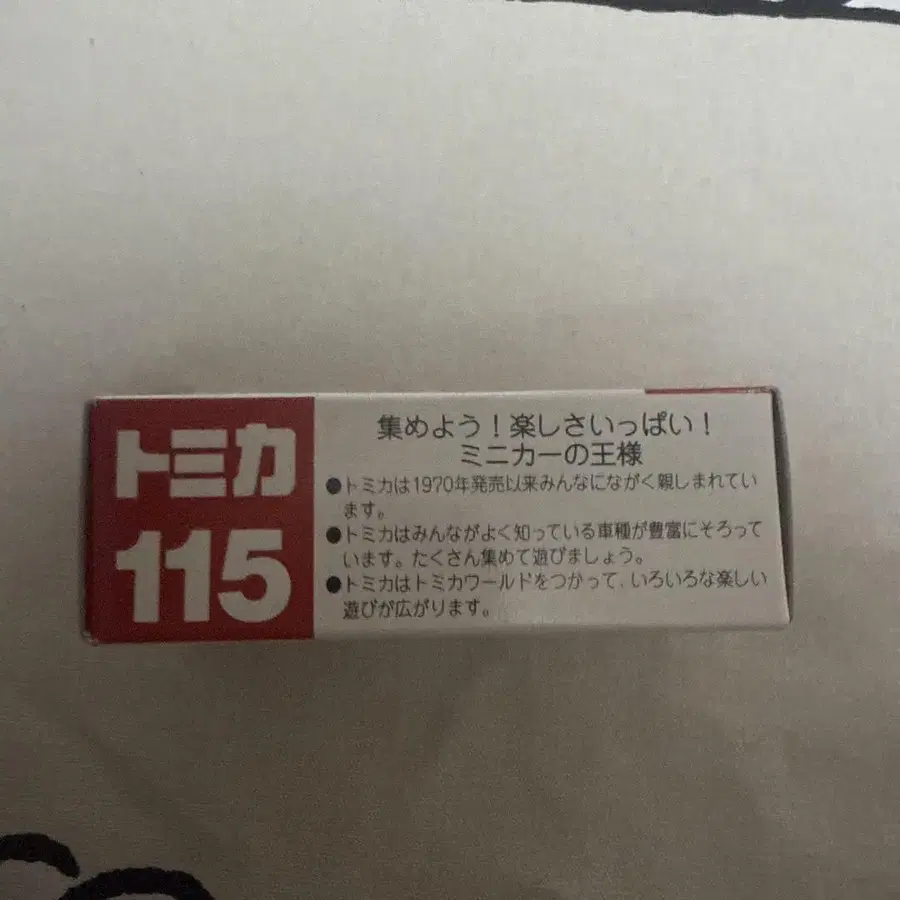 トミカ
115
集めよう！楽しさいっぱい！
ミニカーの王様
●トミカは1970年発売以来みんなにながく親しまれてい
ます。
●トミカはみんながよく知っている車種が豊富にそろって
います。たくさん集めて遊びましょう。
●トミカはトミカワールドをつかって、いろいろな楽しい
遊びが広がります。